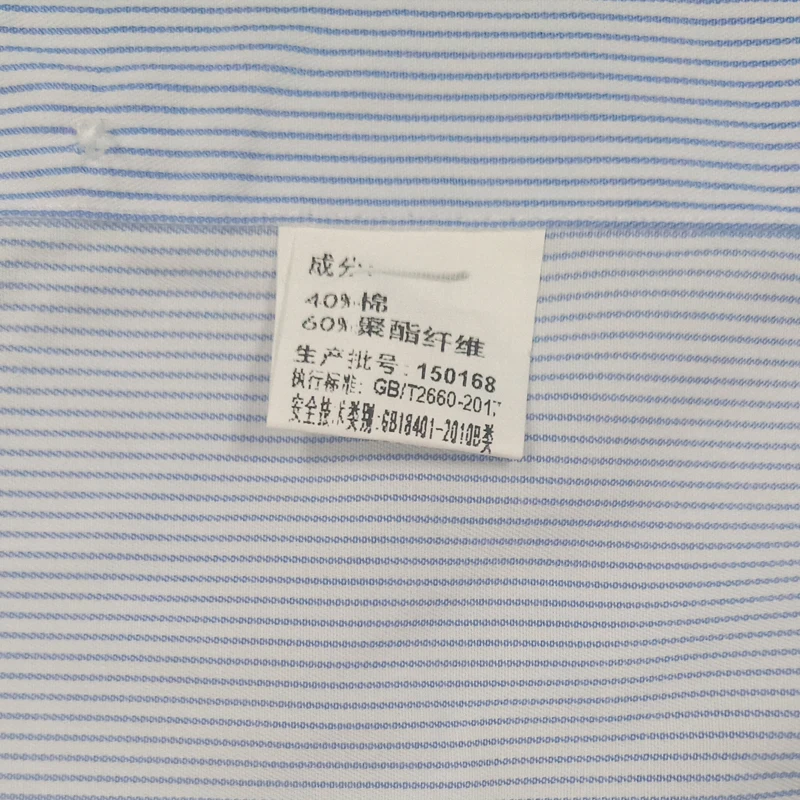 成分:
40%棉
60%聚酯纤维
生产批号:150168
执行标准:GB/T2660-2017
安全技术类别:GB18401-2010B类